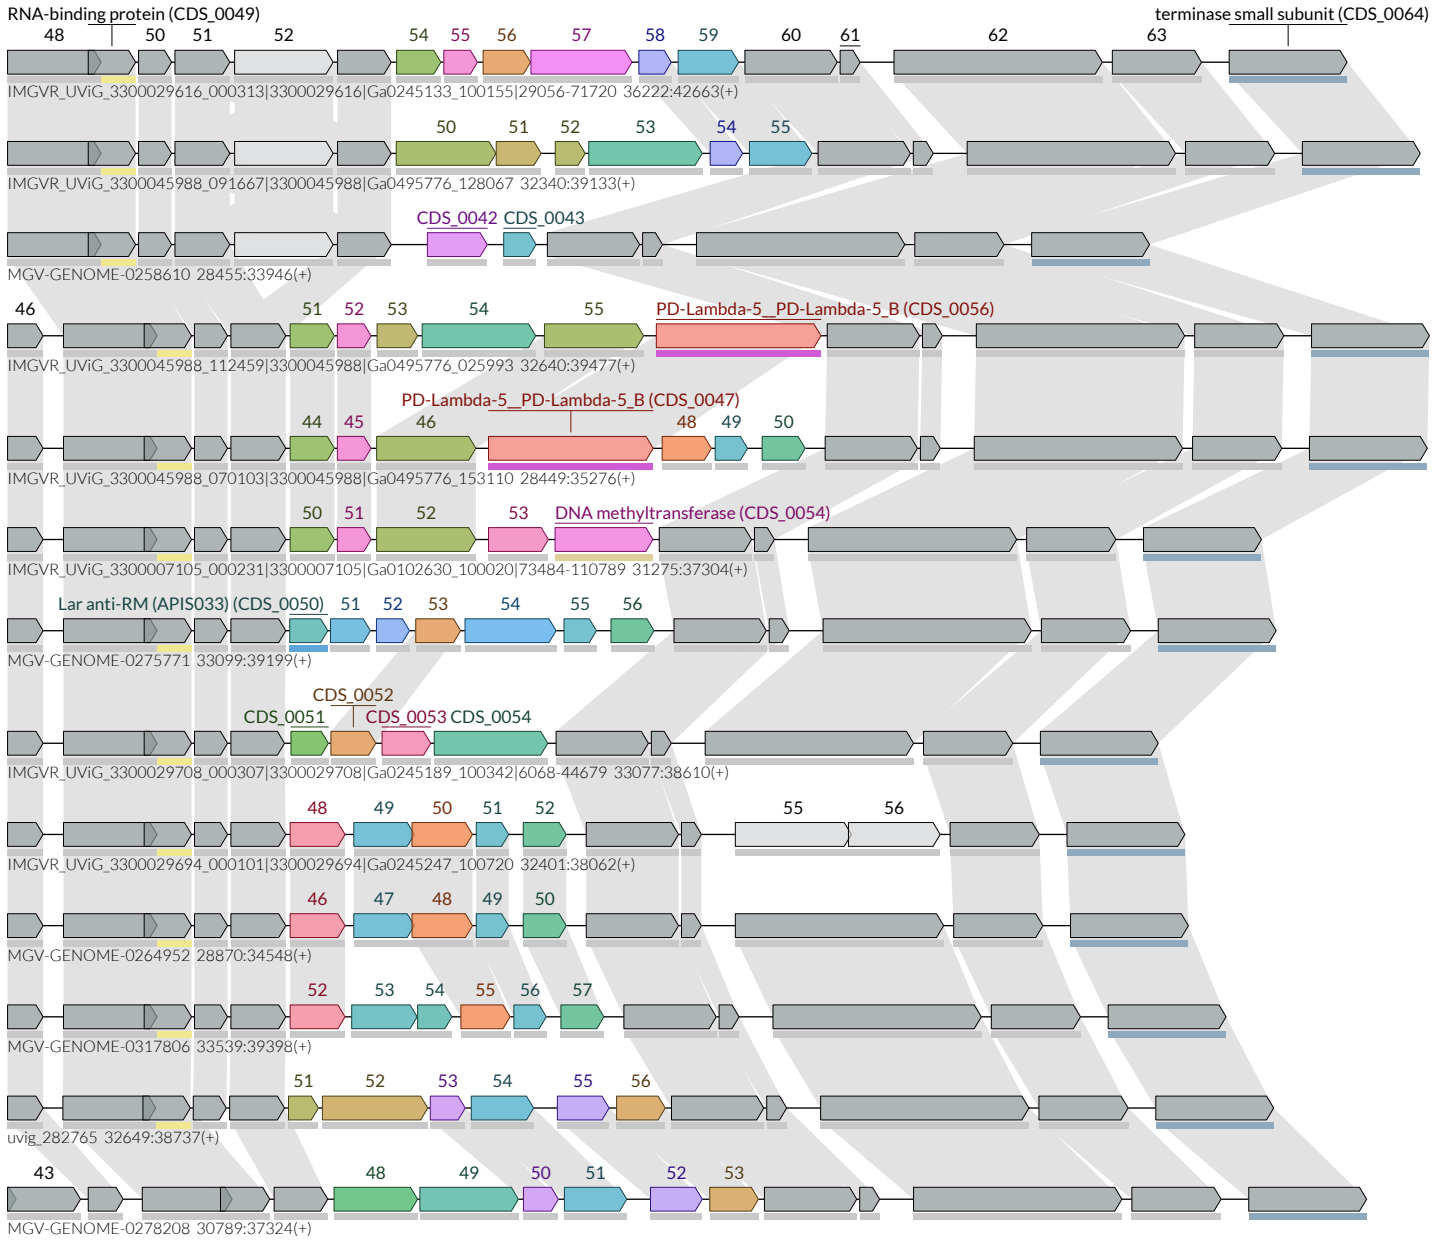 RNA-binding protein (CDS_0049) terminase small subunit (CDS_0064)
48 50 51 52 54 55 56 57 58 59 60 61 62 63
IMGVR_UViG_3300029616_000313|3300029616|Ga0245133_100155|29056-71720 36222:42663(+)
50 51 52 53 54 55
IMGVR_UViG_3300045988_091667|3300045988|Ga0495776_128067 32340:39133(+)
CDS_0042 CDS_0043
MGV-GENOME-0258610 28455:33946(+)
46 51 52 53 54 55 PD-Lambda-5__PD-Lambda-5_B (CDS_0056)
IMGVR_UViG_3300045988_112459|3300045988|Ga0495776_025993 32640:39477(+)
PD-Lambda-5__PD-Lambda-5_B (CDS_0047)
44 45 46 48 49 50
IMGVR_UViG_3300045988_070103|3300045988|Ga0495776_153110 28449:35276(+)
50 51 52 53 DNA methyltransferase (CDS_0054)
IMGVR_UViG_3300007105_000231|3300007105|Ga0102630_100020|73484-110789 31275:37304(+)
Lar anti-RM (APIS033) (CDS_0050) 51 52 53 54 55 56
MGV-GENOME-0275771 33099:39199(+)
CDS_0052
CDS_0051 CDS_0053 CDS_0054
IMGVR_UViG_3300029708_000307|3300029708|Ga0245189_100342|6068-44679 33077:38610(+)
48 49 50 51 52 55 56
IMGVR_UViG_3300029694_000101|3300029694|Ga0245247_100720 32401:38062(+)
46 47 48 49 50
MGV-GENOME-0264952 28870:34548(+)
52 53 54 55 56 57
MGV-GENOME-0317806 33539:39398(+)
51 52 53 54 55 56
uvig_282765 32649:38737(+)
43 48 49 50 51 52 53
MGV-GENOME-0278208 30789:37324(+)